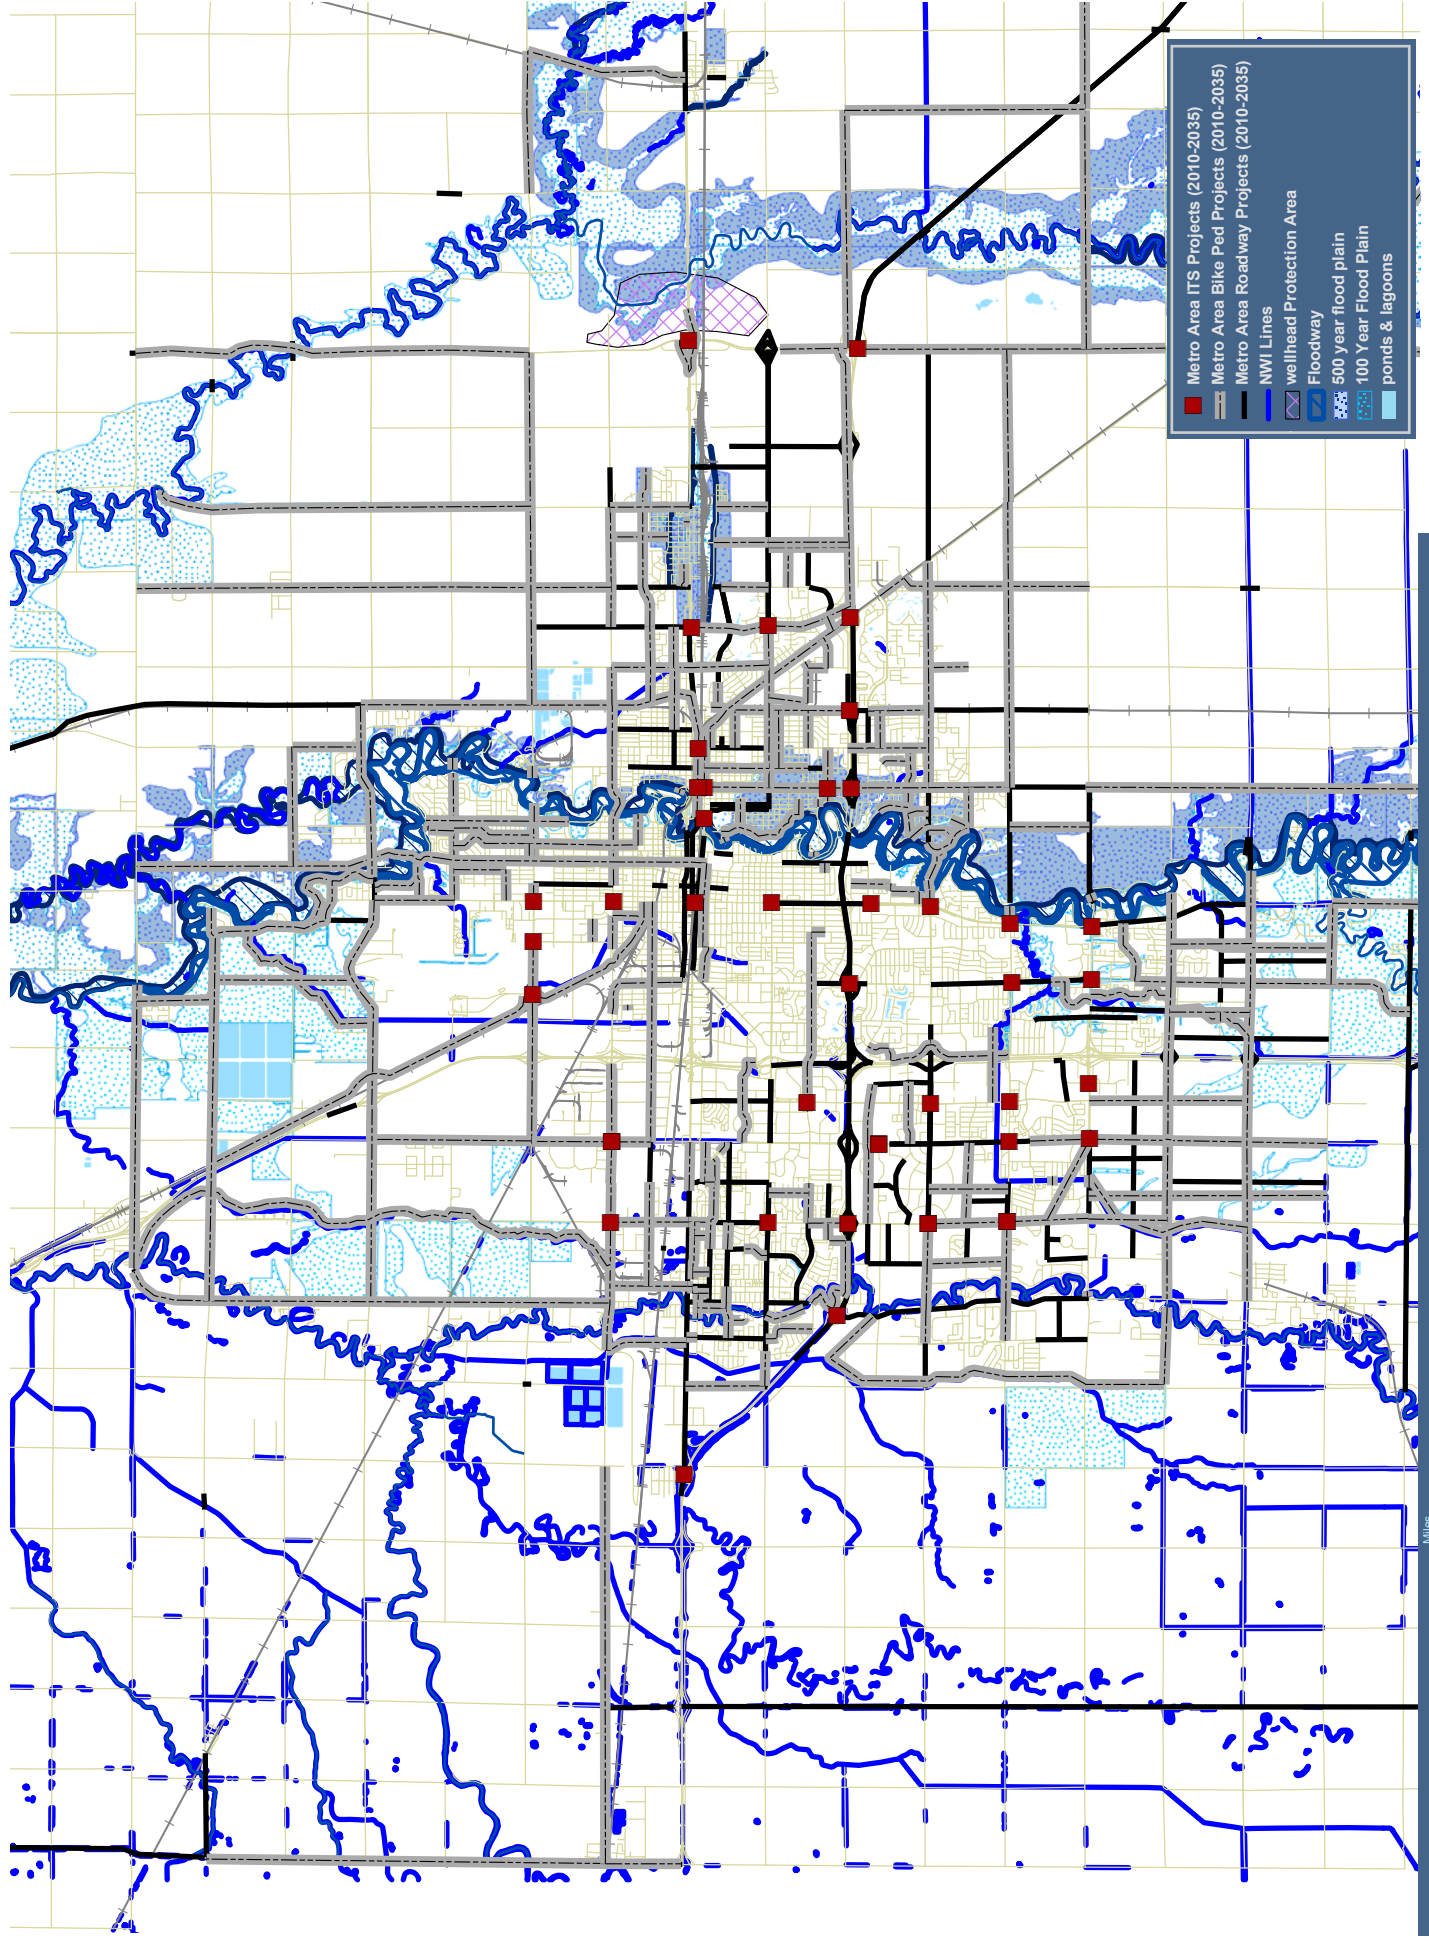 Metro Area ITS Projects (2010-2035)
Metro Area Bike Ped Projects (2010-2035)
Metro Area Roadway Projects (2010-2035)
NWI Lines
wellhead Protection Area
Floodway
500 year flood plain
100 Year Flood Plain
ponds & lagoons
Miles